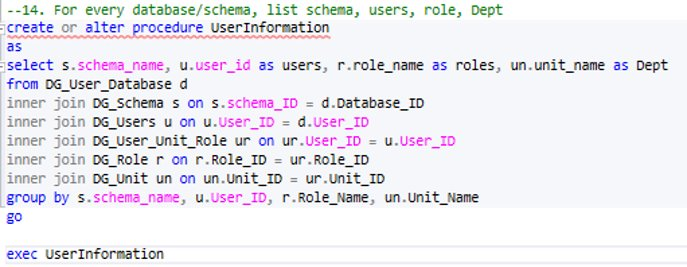 --14. For every database/schema, list schema, users, role, Dept
create or alter procedure UserInformation
as
select s.schema_name, u.user_id as users, r.role_name as roles, un.unit_name as Dept
from DG_User_Database d
inner join DG_Schema s on s.schema_ID = d.Database_ID
inner join DG_Users u on u.User_ID = d.User_ID
inner join DG_User_Unit_Role ur on ur.User_ID = u.User_ID
inner join DG_Role r on r.Role_ID = ur.Role_ID
inner join DG_Unit un on un.Unit_ID = ur.Unit_ID
group by s.schema_name, u.User_ID, r.Role_Name, un.Unit_Name
go
exec UserInformation